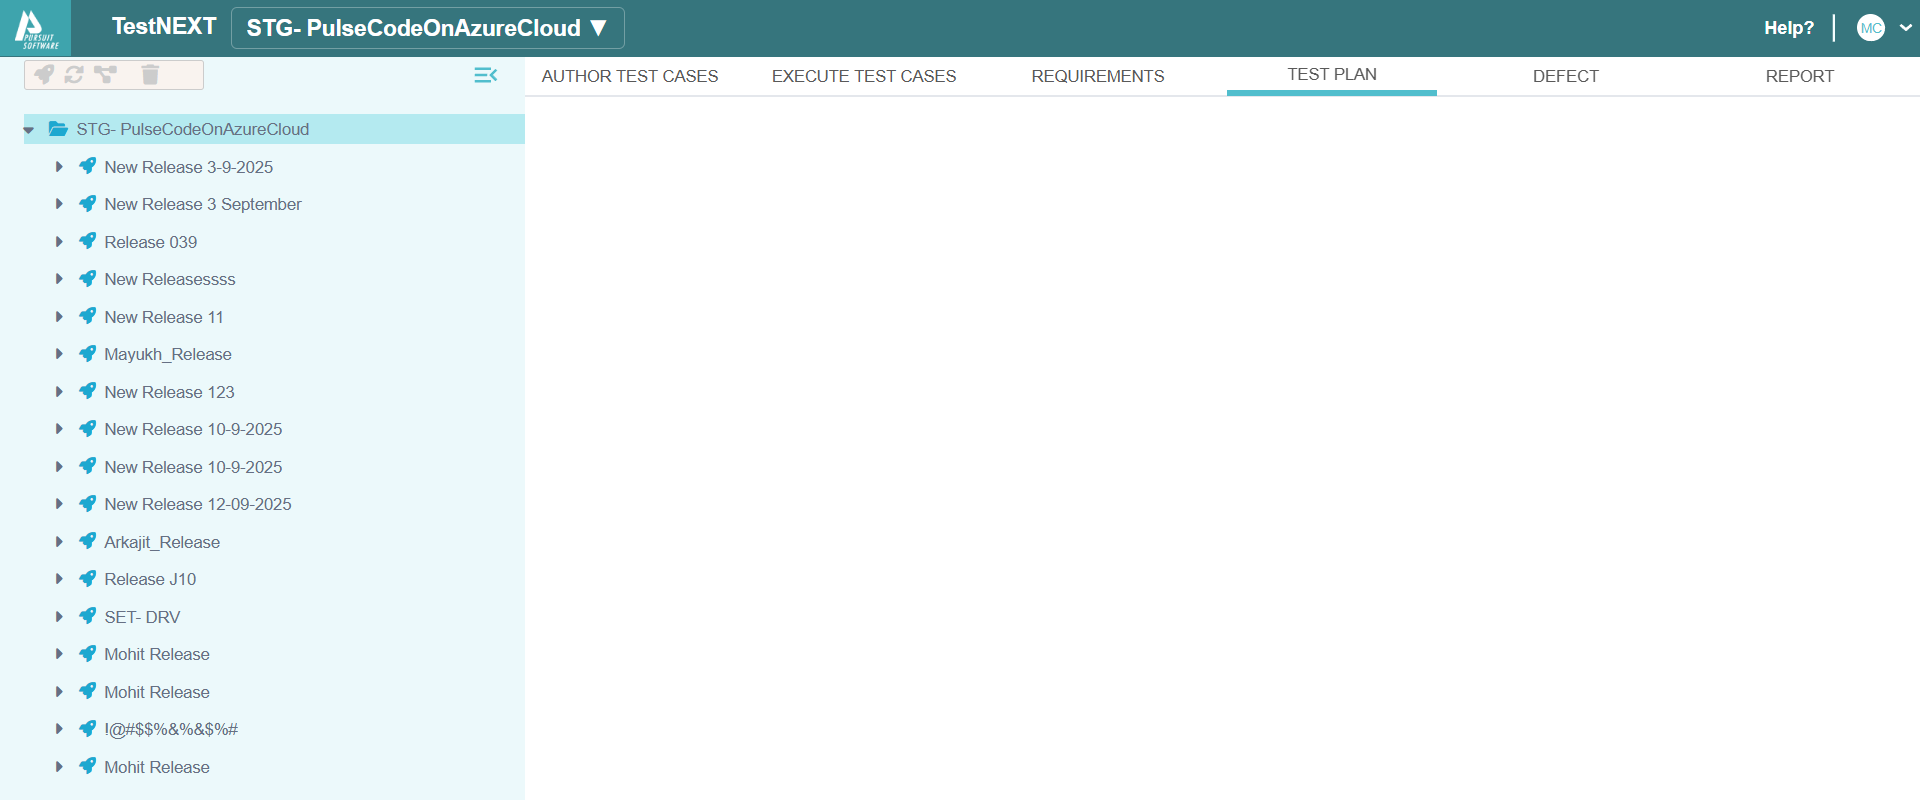 PURSUIT
SOFTWARE
TestNEXT
STG- PulseCodeOnAzureCloud ▼
Help?
MC
AUTHOR TEST CASES
EXECUTE TEST CASES
REQUIREMENTS
TEST PLAN
DEFECT
REPORT
STG- PulseCodeOnAzureCloud
New Release 3-9-2025
New Release 3 September
Release 039
New Releasessss
New Release 11
Mayukh_Release
New Release 123
New Release 10-9-2025
New Release 10-9-2025
New Release 12-09-2025
Arkajit_Release
Release J10
SET- DRV
Mohit Release
Mohit Release
!@#$$%&%&$%#
Mohit Release